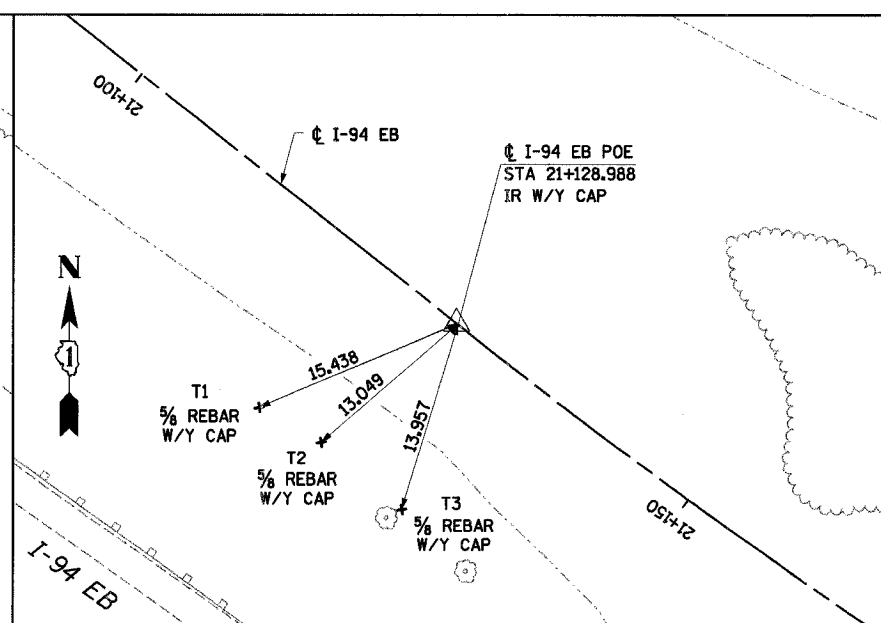 21+100
℄ I-94 EB
℄ I-94 EB POE
STA 21+128.988
IR W/Y CAP
N
1
15.438
13.049
13.957
T1
⅝ REBAR
W/Y CAP
T2
⅝ REBAR
W/Y CAP
T3
⅝ REBAR
W/Y CAP
21+150
I-94 EB